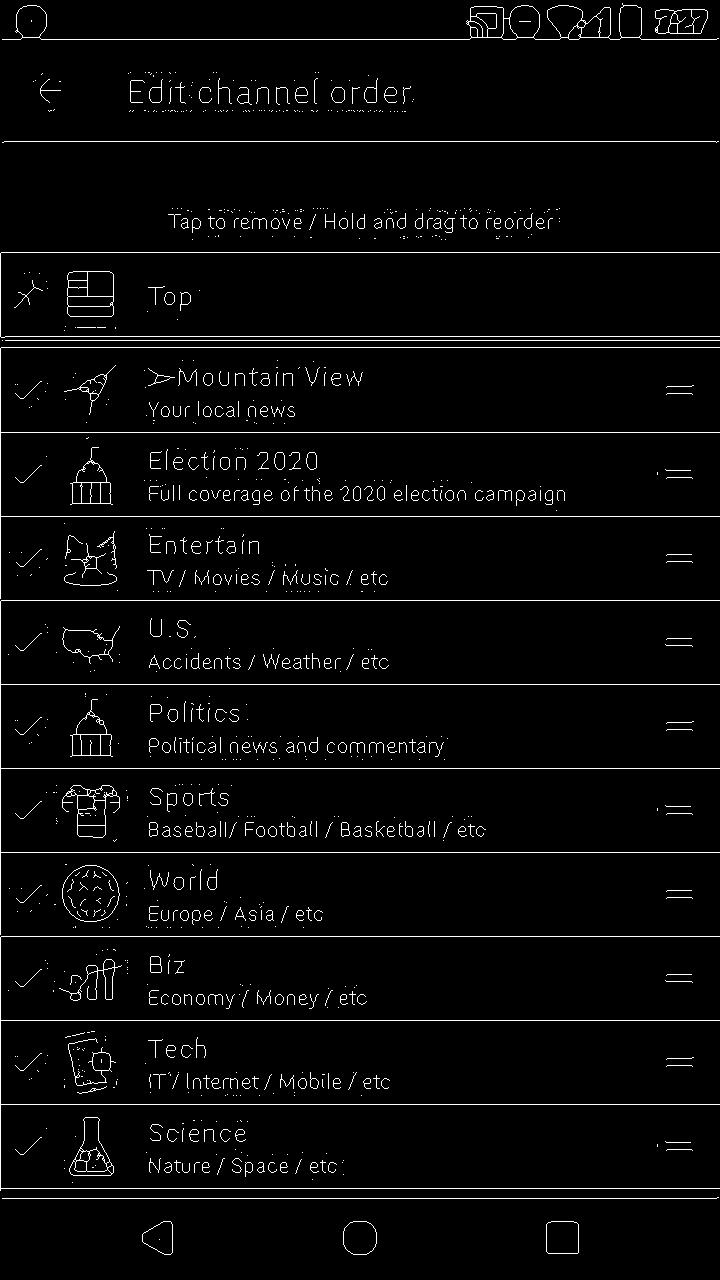 7:27
Edit channel order
Tap to remove / Hold and drag to reorder
Top
Mountain View
Your local news
Election 2020
Full coverage of the 2020 election campaign
Entertain
TV / Movies / Music / etc
U.S.
Accidents / Weather / etc
Politics
Political news and commentary
Sports
Baseball/ Football / Basketball / etc
World
Europe / Asia / etc
Biz
Economy / Money / etc
Tech
IT / Internet / Mobile / etc
Science
Nature / Space / etc